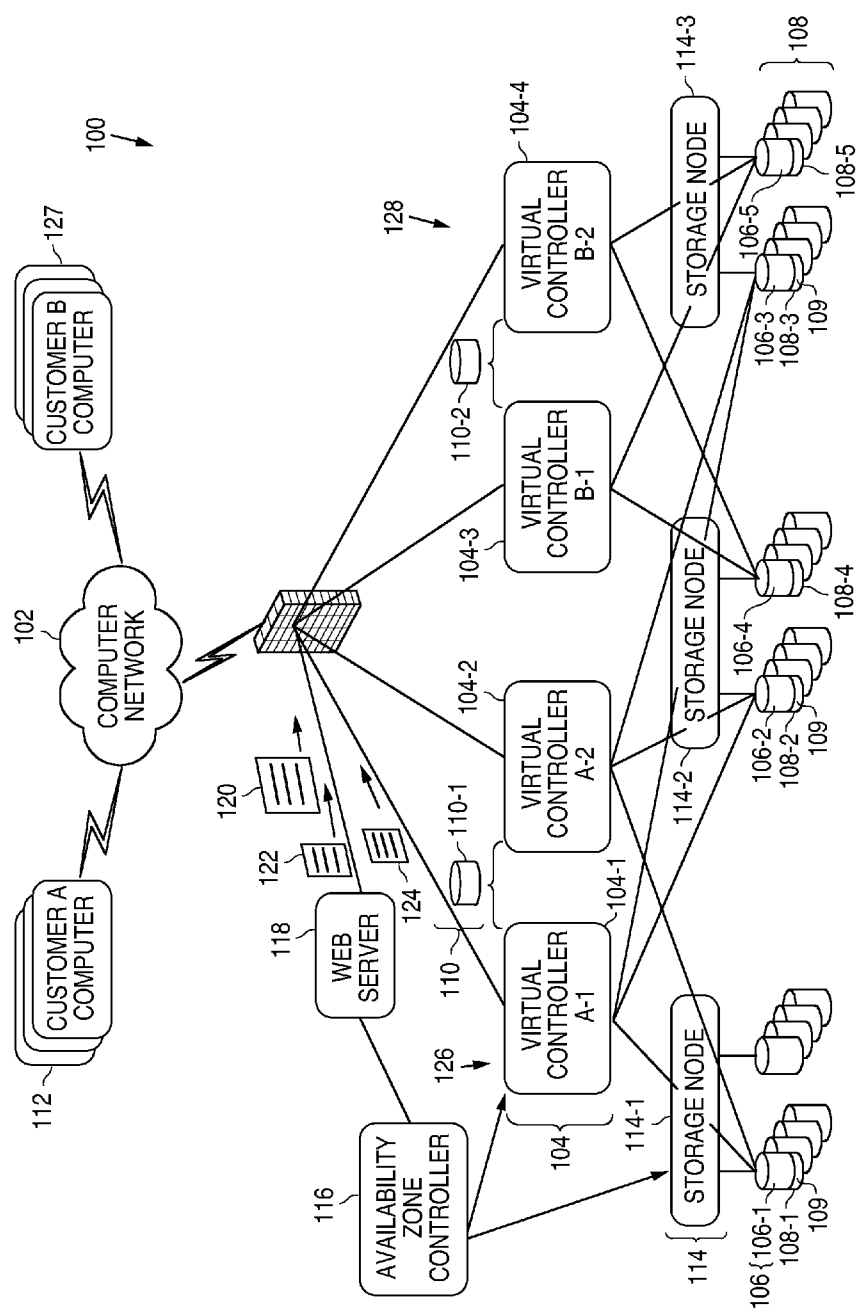 100
112
CUSTOMER A
COMPUTER
102
COMPUTER
NETWORK
CUSTOMER B
COMPUTER
127
116
AVAILABILITY
ZONE
CONTROLLER
118
WEB
SERVER
120
122
124
110
126
128
104
VIRTUAL
CONTROLLER
A-1
104-1
110-1
VIRTUAL
CONTROLLER
A-2
104-2
104-3
VIRTUAL
CONTROLLER
B-1
110-2
VIRTUAL
CONTROLLER
B-2
104-4
114
114-1
STORAGE NODE
114-2
STORAGE NODE
STORAGE NODE
114-3
106
106-1
108-1
109
106-2
108-2
109
106-4
108-4
106-3
108-3
109
106-5
108-5
108